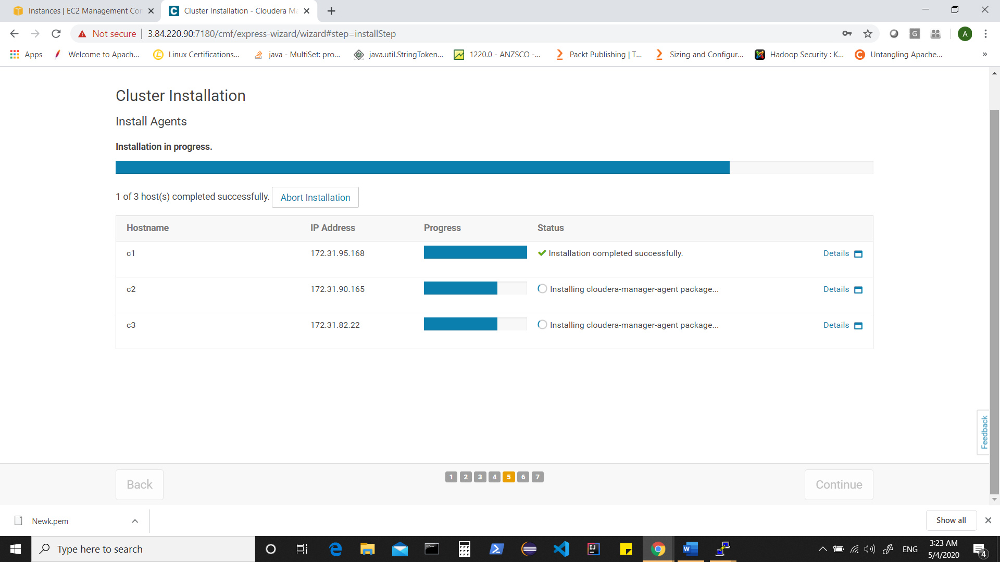 Instances | EC2 Management Con
Cluster Installation - Cloudera Ma
Not secure
3.84.220.90:7180/cmf/express-wizard/wizard#step=installStep
G
A
Apps
Welcome to Apach...
Linux Certifications...
java - MultiSet: pro...
java.util.StringToken...
1220.0 - ANZSCO -...
Packt Publishing | T...
Sizing and Configur...
Hadoop Security : K...
Untangling Apache...
»
Cluster Installation
Install Agents
Installation in progress.
1 of 3 host(s) completed successfully.
Abort Installation
Hostname IP Address Progress Status
c1 172.31.95.168 Installation completed successfully. Details
c2 172.31.90.165 Installing cloudera-manager-agent package... Details
c3 172.31.82.22 Installing cloudera-manager-agent package... Details
Feedback
Back
1 2 3 4 5 6 7
Continue
Newk.pem
Show all
Type here to search
ENG
3:23 AM
5/4/2020
4